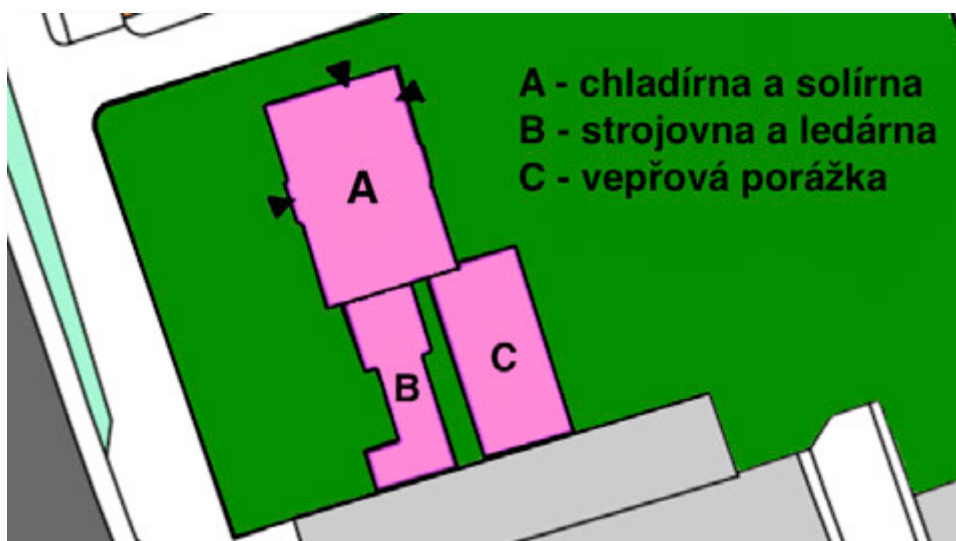 A - chladírna a solírna
B - strojovna a ledárna
C - vepřová porážka
A
B
C